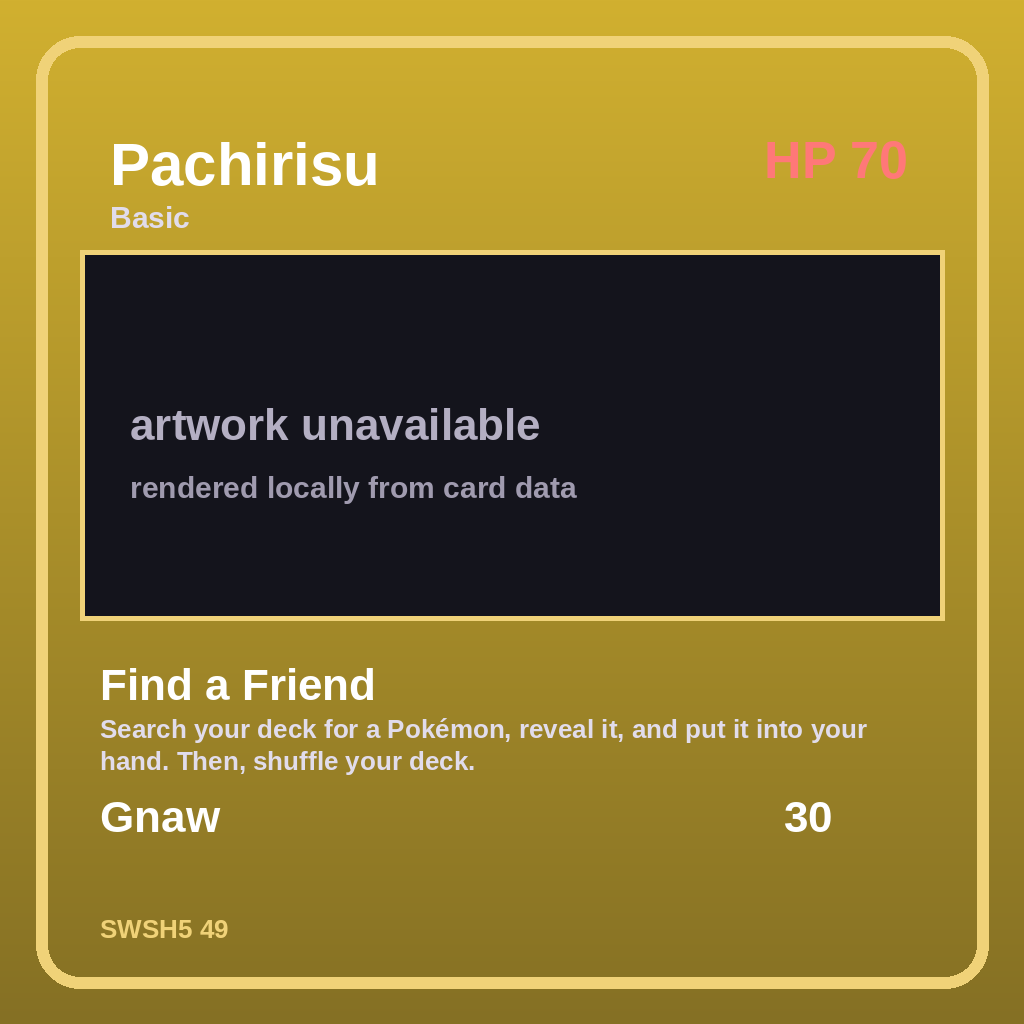 Pachirisu
HP 70
Basic
artwork unavailable
rendered locally from card data
Find a Friend
Search your deck for a Pokémon, reveal it, and put it into your
hand. Then, shuffle your deck.
Gnaw 30
SWSH5 49